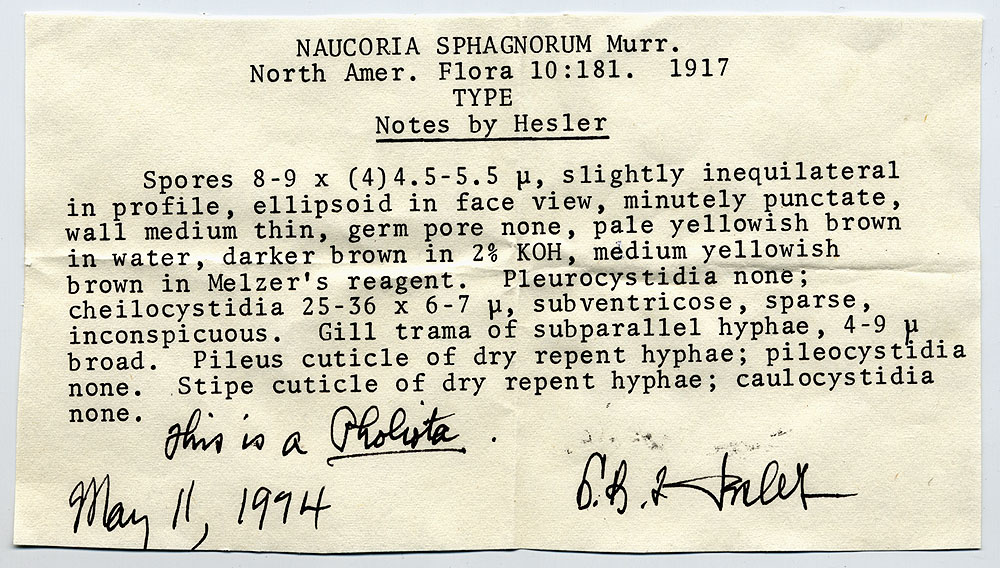 NAUCORIA SPHAGNORUM Murr.
North Amer. Flora 10:181. 1917
TYPE
Notes by Hesler
Spores 8-9 x (4)4.5-5.5 µ, slightly inequilateral
in profile, ellipsoid in face view, minutely punctate,
wall medium thin, germ pore none, pale yellowish brown
in water, darker brown in 2% KOH, medium yellowish
brown in Melzer's reagent. Pleurocystidia none;
cheilocystidia 25-36 x 6-7 µ, subventricose, sparse,
inconspicuous. Gill trama of subparallel hyphae, 4-9 µ
broad. Pileus cuticle of dry repent hyphae; pileocystidia
none. Stipe cuticle of dry repent hyphae; caulocystidia
none.
This is a Pholiota.
May 11, 1994